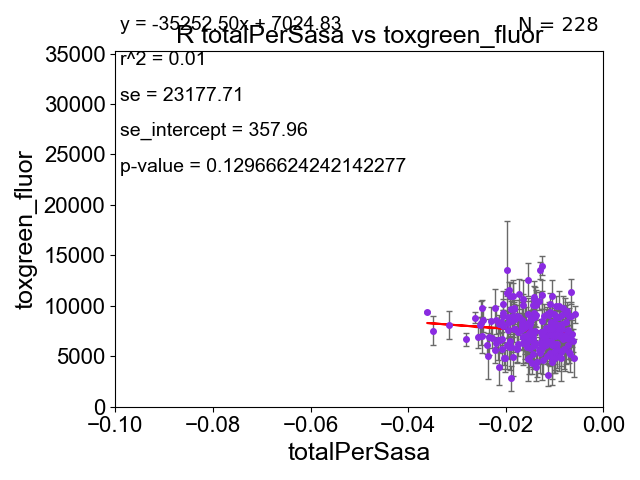 y = -35252.50x + 7024.83
N = 228
R totalPerSasa vs toxgreen_fluor
r^2 = 0.01
se = 23177.71
se_intercept = 357.96
p-value = 0.12966624242142277
35000
30000
25000
20000
15000
10000
5000
0
toxgreen_fluor
−0.10 −0.08 −0.06 −0.04 −0.02 0.00
totalPerSasa